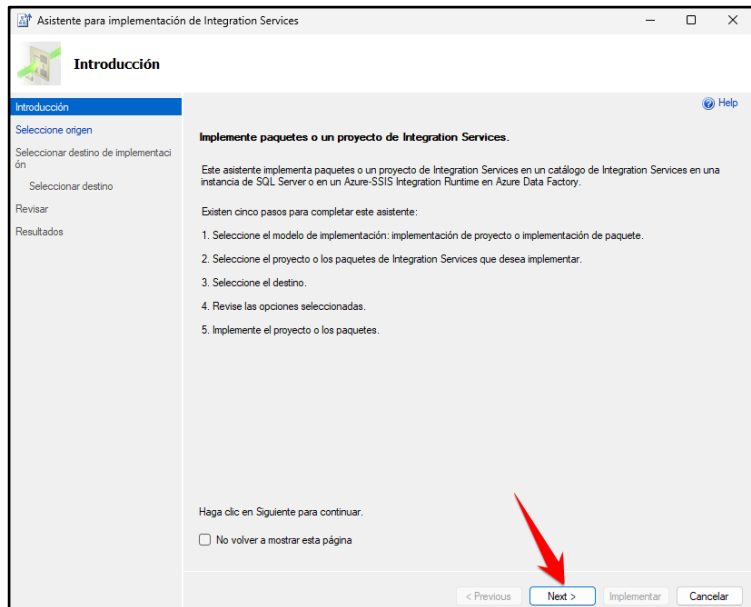 Asistente para implementación de Integration Services
Introducción
Introducción
Seleccione origen
Seleccionar destino de implementaci
ón
Seleccionar destino
Revisar
Resultados
Help
Implemente paquetes o un proyecto de Integration Services.
Este asistente implementa paquetes o un proyecto de Integration Services en un catálogo de Integration Services en una
instancia de SQL Server o en un Azure-SSIS Integration Runtime en Azure Data Factory.
Existen cinco pasos para completar este asistente:
1. Seleccione el modelo de implementación: implementación de proyecto o implementación de paquete.
2. Seleccione el proyecto o los paquetes de Integration Services que desea implementar.
3. Seleccione el destino.
4. Revise las opciones seleccionadas.
5. Implemente el proyecto o los paquetes.
Haga clic en Siguiente para continuar.
No volver a mostrar esta página
< Previous
Next >
Implementar
Cancelar